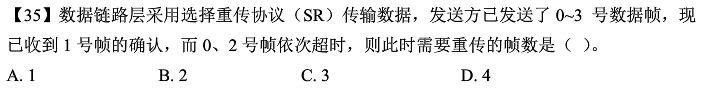 【35】数据链路层采用选择重传协议（SR）传输数据，发送方已发送了 0~3 号数据帧，现
已收到 1 号帧的确认，而 0、2 号帧依次超时，则此时需要重传的帧数是（ ）。
A. 1 B. 2 C. 3 D. 4